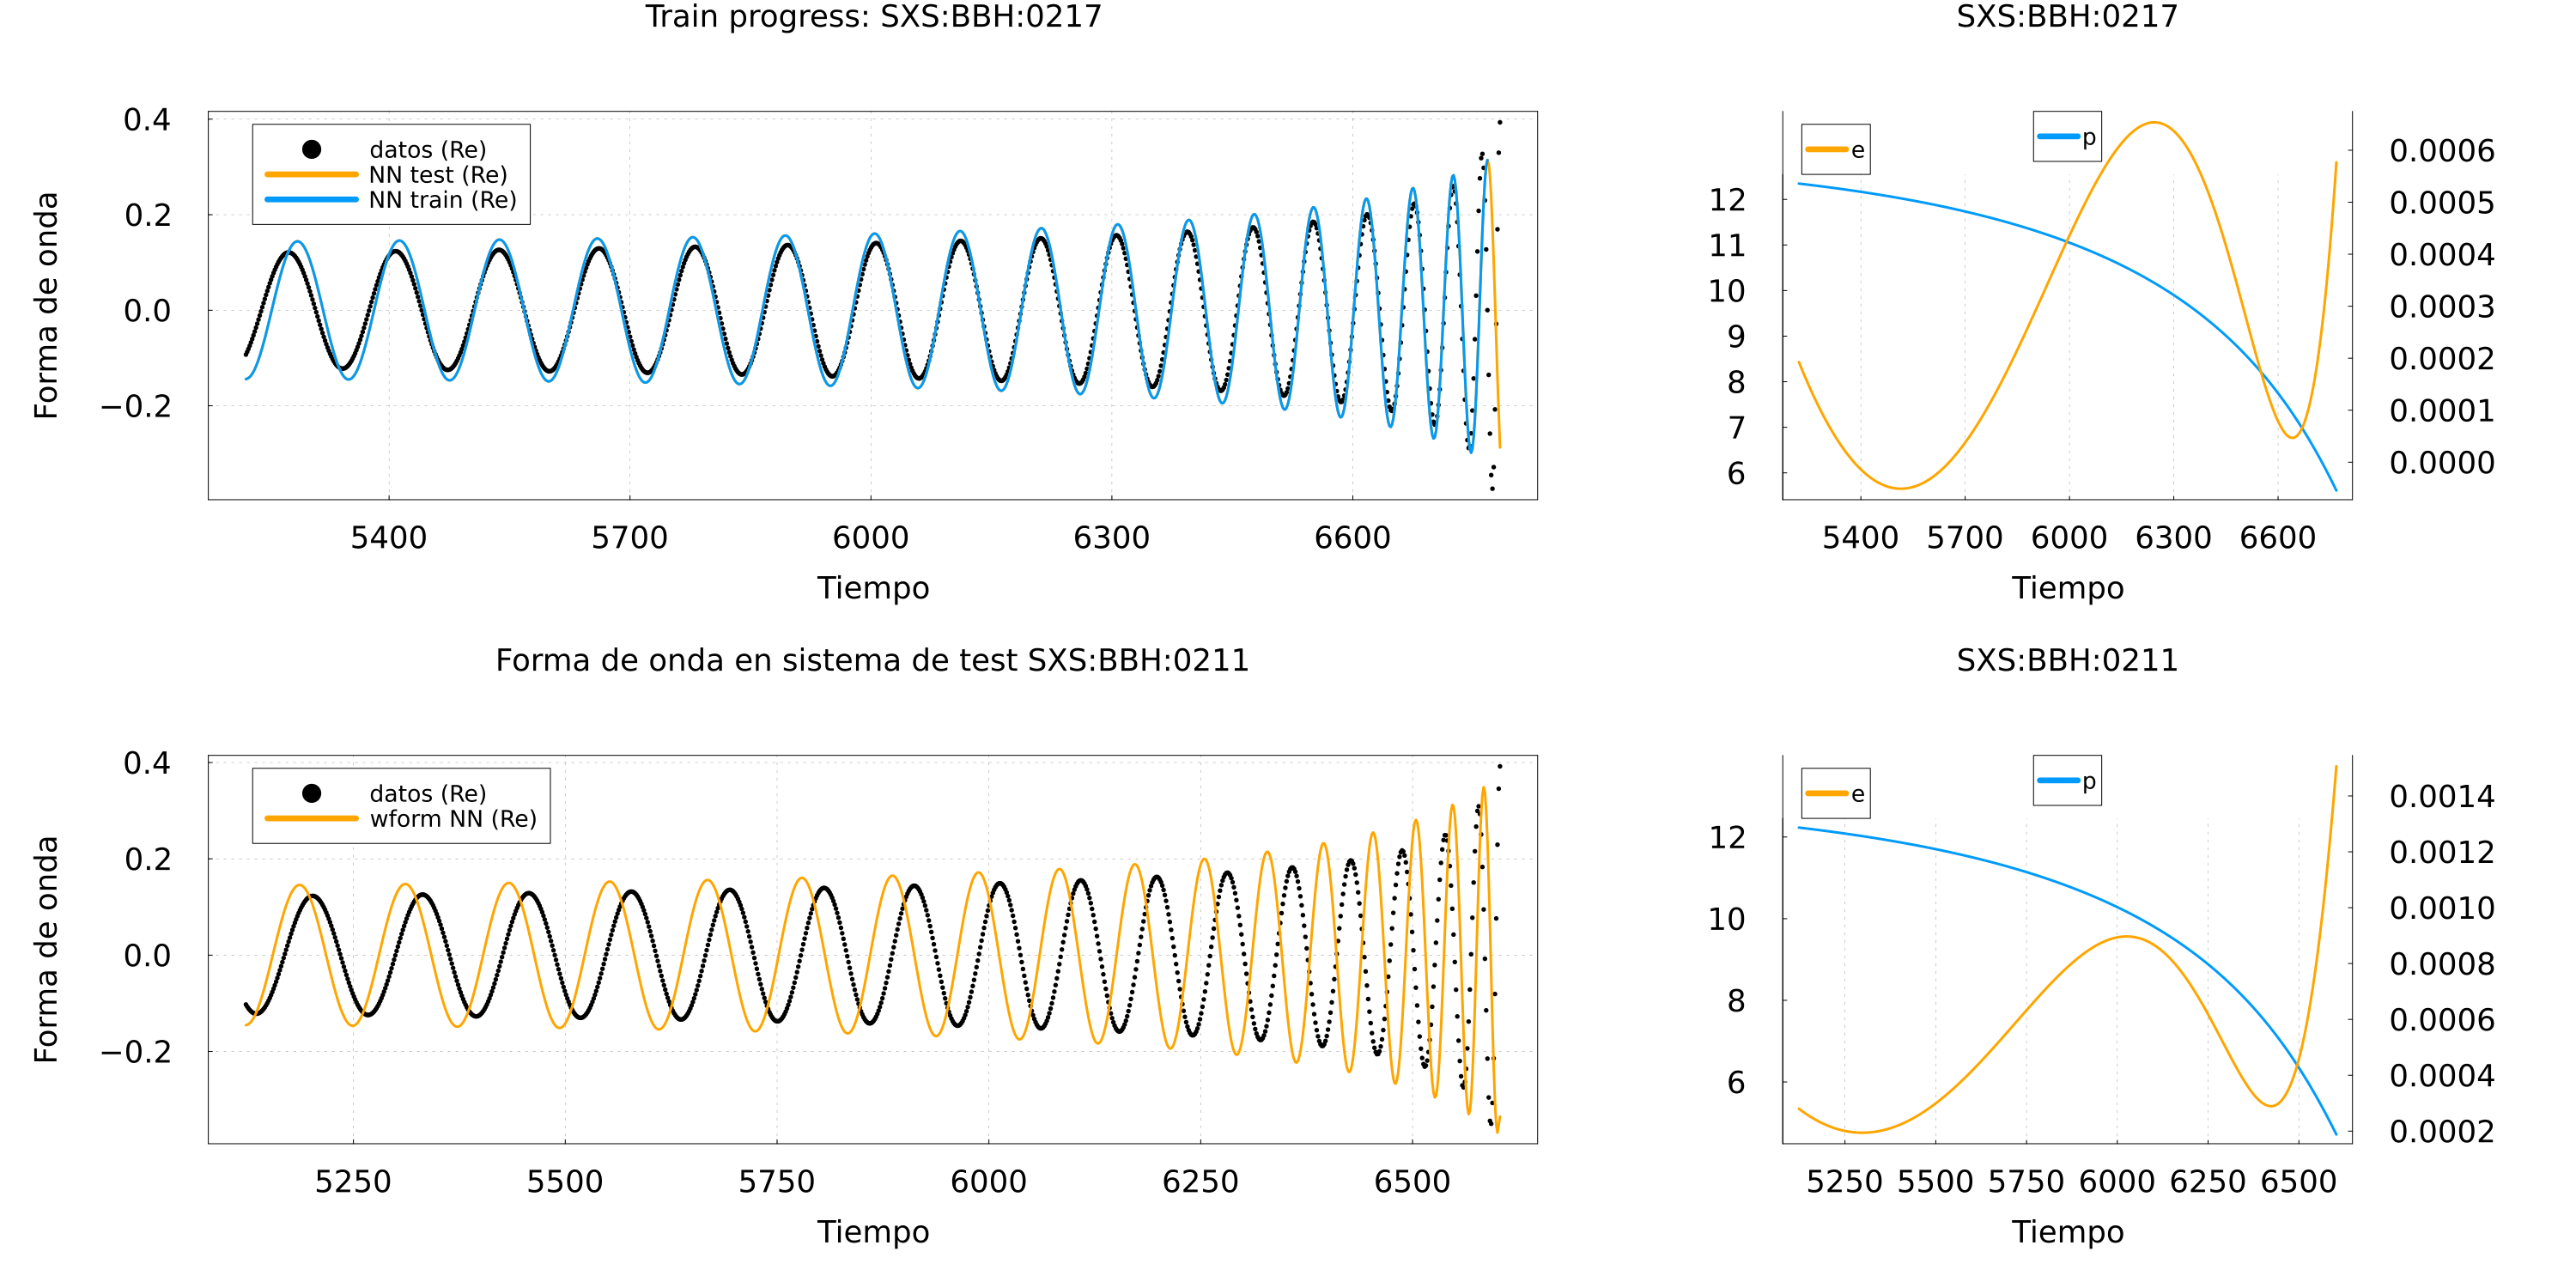 Train progress: SXS:BBH:0217
Forma de onda
0.4
0.2
0.0
−0.2
datos (Re)
NN test (Re)
NN train (Re)
5400 5700 6000 6300 6600
Tiempo
SXS:BBH:0217
12
11
10
9
8
7
6
e
p
0.0006
0.0005
0.0004
0.0003
0.0002
0.0001
0.0000
5400 5700 6000 6300 6600
Tiempo
Forma de onda en sistema de test SXS:BBH:0211
Forma de onda
0.4
0.2
0.0
−0.2
datos (Re)
wform NN (Re)
5250 5500 5750 6000 6250 6500
Tiempo
SXS:BBH:0211
12
10
8
6
e
p
0.0014
0.0012
0.0010
0.0008
0.0006
0.0004
0.0002
5250 5500 5750 6000 6250 6500
Tiempo